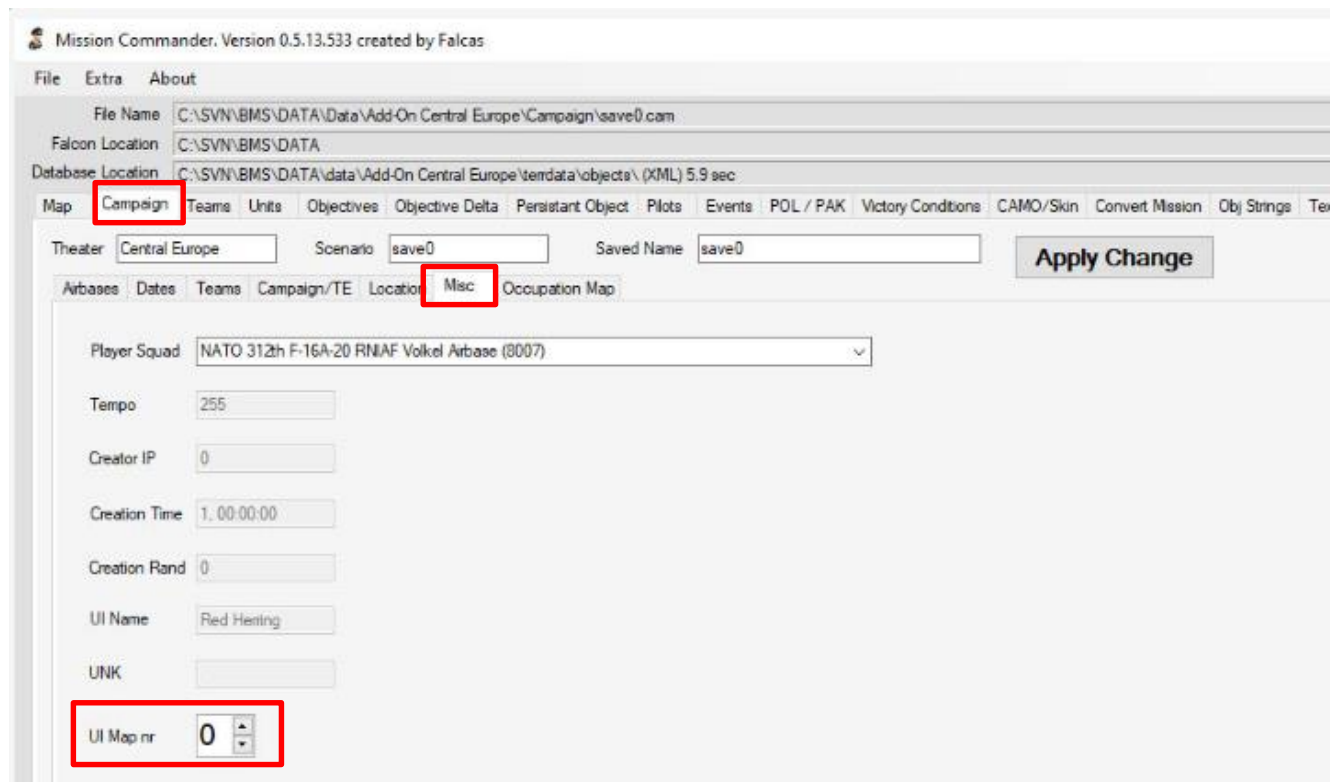 Mission Commander. Version 0.5.13.533 created by Falcas
File Extra About
File Name C:\SVN\BMS\DATA\Data\Add-On Central Europe\Campaign\save0.cam
Falcon Location C:\SVN\BMS\DATA
Database Location C:\SVN\BMS\DATA\data\Add-On Central Europe\terrdata\objects\ (XML) 5.9 sec
Map Campaign Teams Units Objectives Objective Delta Persistant Object Pilots Events POL / PAK Victory Conditions CAMO/Skin Convert Mission Obj Strings Tex
Theater Central Europe Scenario save0 Saved Name save0 Apply Change
Airbases Dates Teams Campaign/TE Location Misc Occupation Map
Player Squad NATO 312th F-16A-20 RNlAF Volkel Airbase (8007)
Tempo 255
Creator IP 0
Creation Time 1, 00:00:00
Creation Rand 0
UI Name Red Herring
UNK
UI Map nr 0